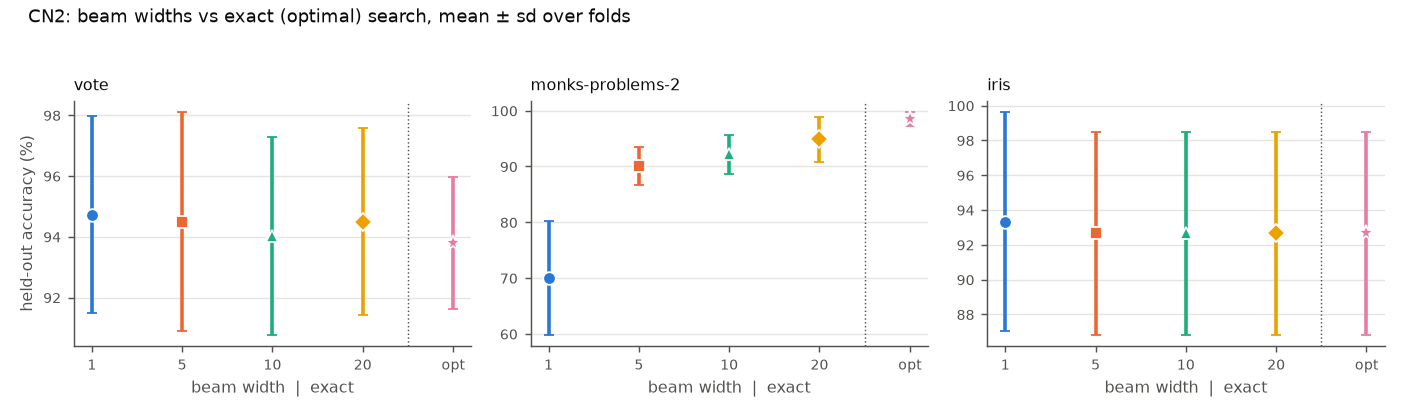 CN2: beam widths vs exact (optimal) search, mean ± sd over folds
vote
held-out accuracy (%)
98
96
94
92
1 5 10 20 opt
beam width | exact
monks-problems-2
100
90
80
70
60
1 5 10 20 opt
beam width | exact
iris
100
98
96
94
92
90
88
1 5 10 20 opt
beam width | exact